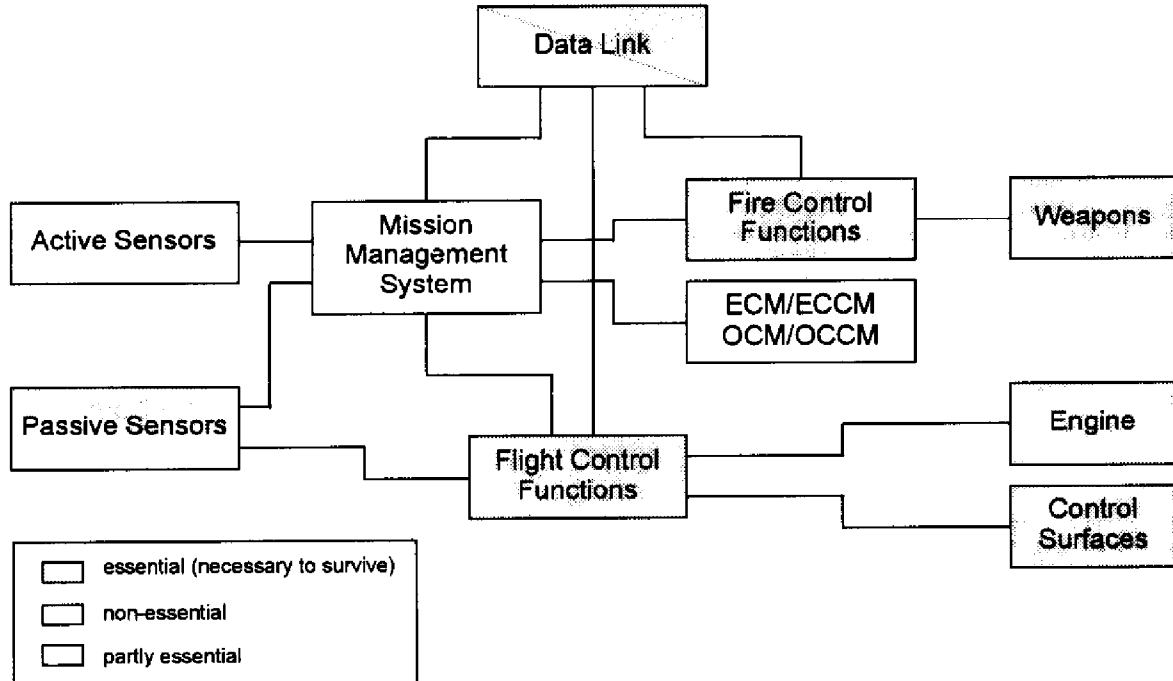 Data Link
Fire Control
Functions
Weapons
Active Sensors
Mission
Management
System
ECM/ECCM
OCM/OCCM
Passive Sensors
Flight Control
Functions
Engine
Control
Surfaces
essential (necessary to survive)
non-essential
partly essential